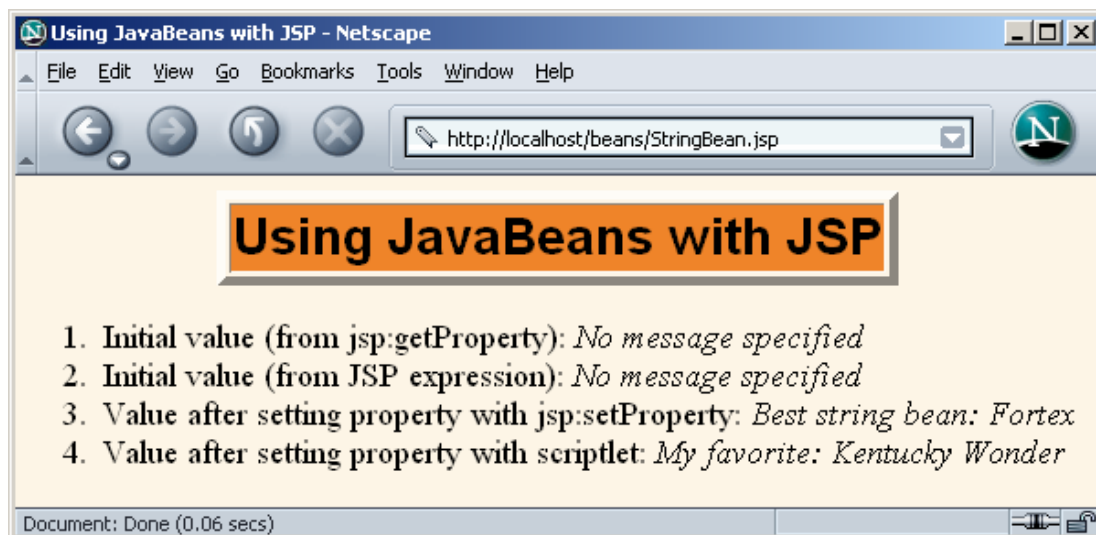 Using JavaBeans with JSP - Netscape
File Edit View Go Bookmarks Tools Window Help
http://localhost/beans/StringBean.jsp
N
Using JavaBeans with JSP
1. Initial value (from jsp:getProperty): No message specified
2. Initial value (from JSP expression): No message specified
3. Value after setting property with jsp:setProperty: Best string bean: Fortex
4. Value after setting property with scriptlet: My favorite: Kentucky Wonder
Document: Done (0.06 secs)